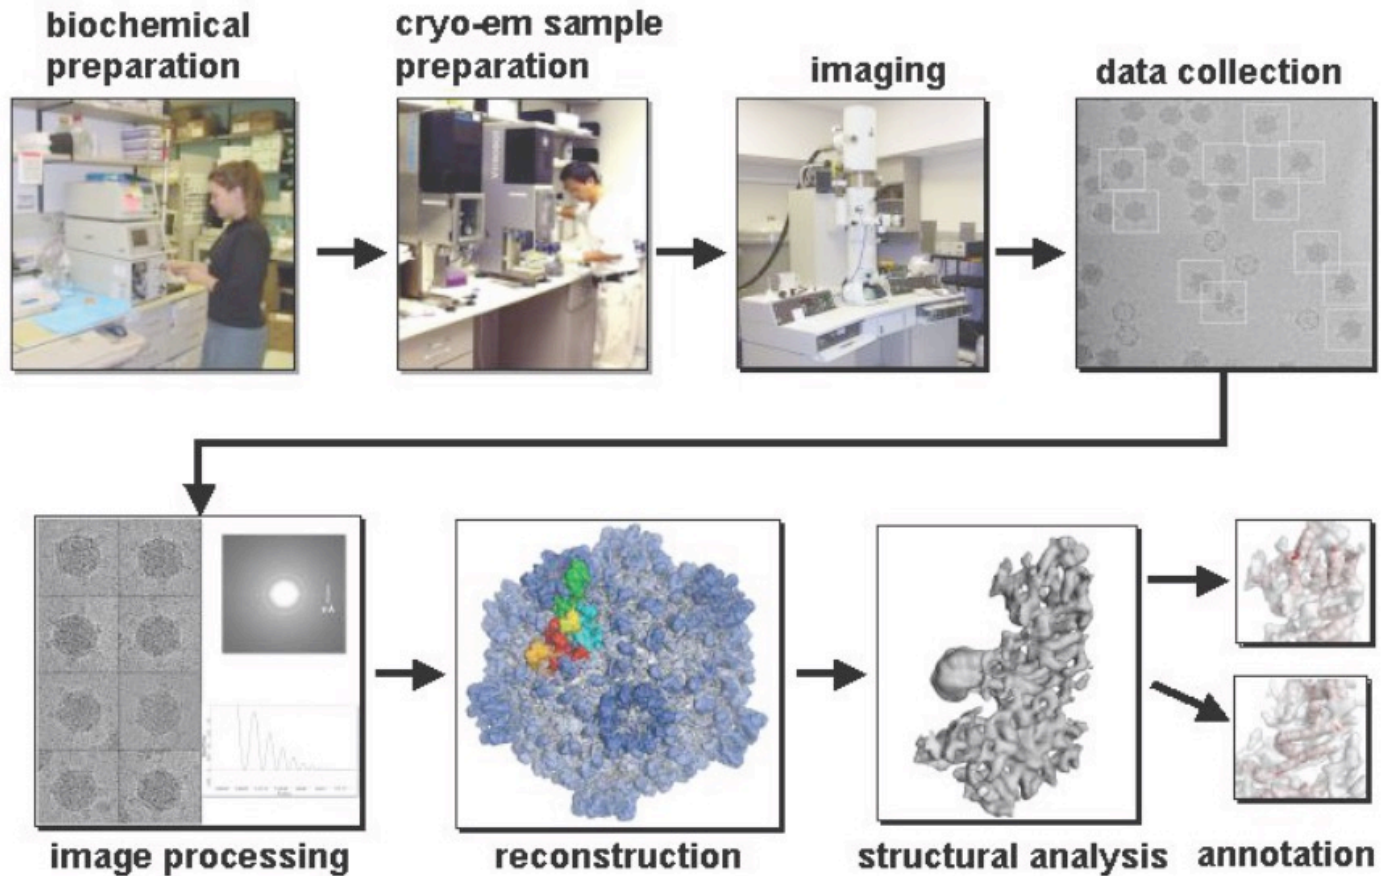 biochemical
preparation
cryo-em sample
preparation
imaging
data collection
image processing
reconstruction
structural analysis
annotation